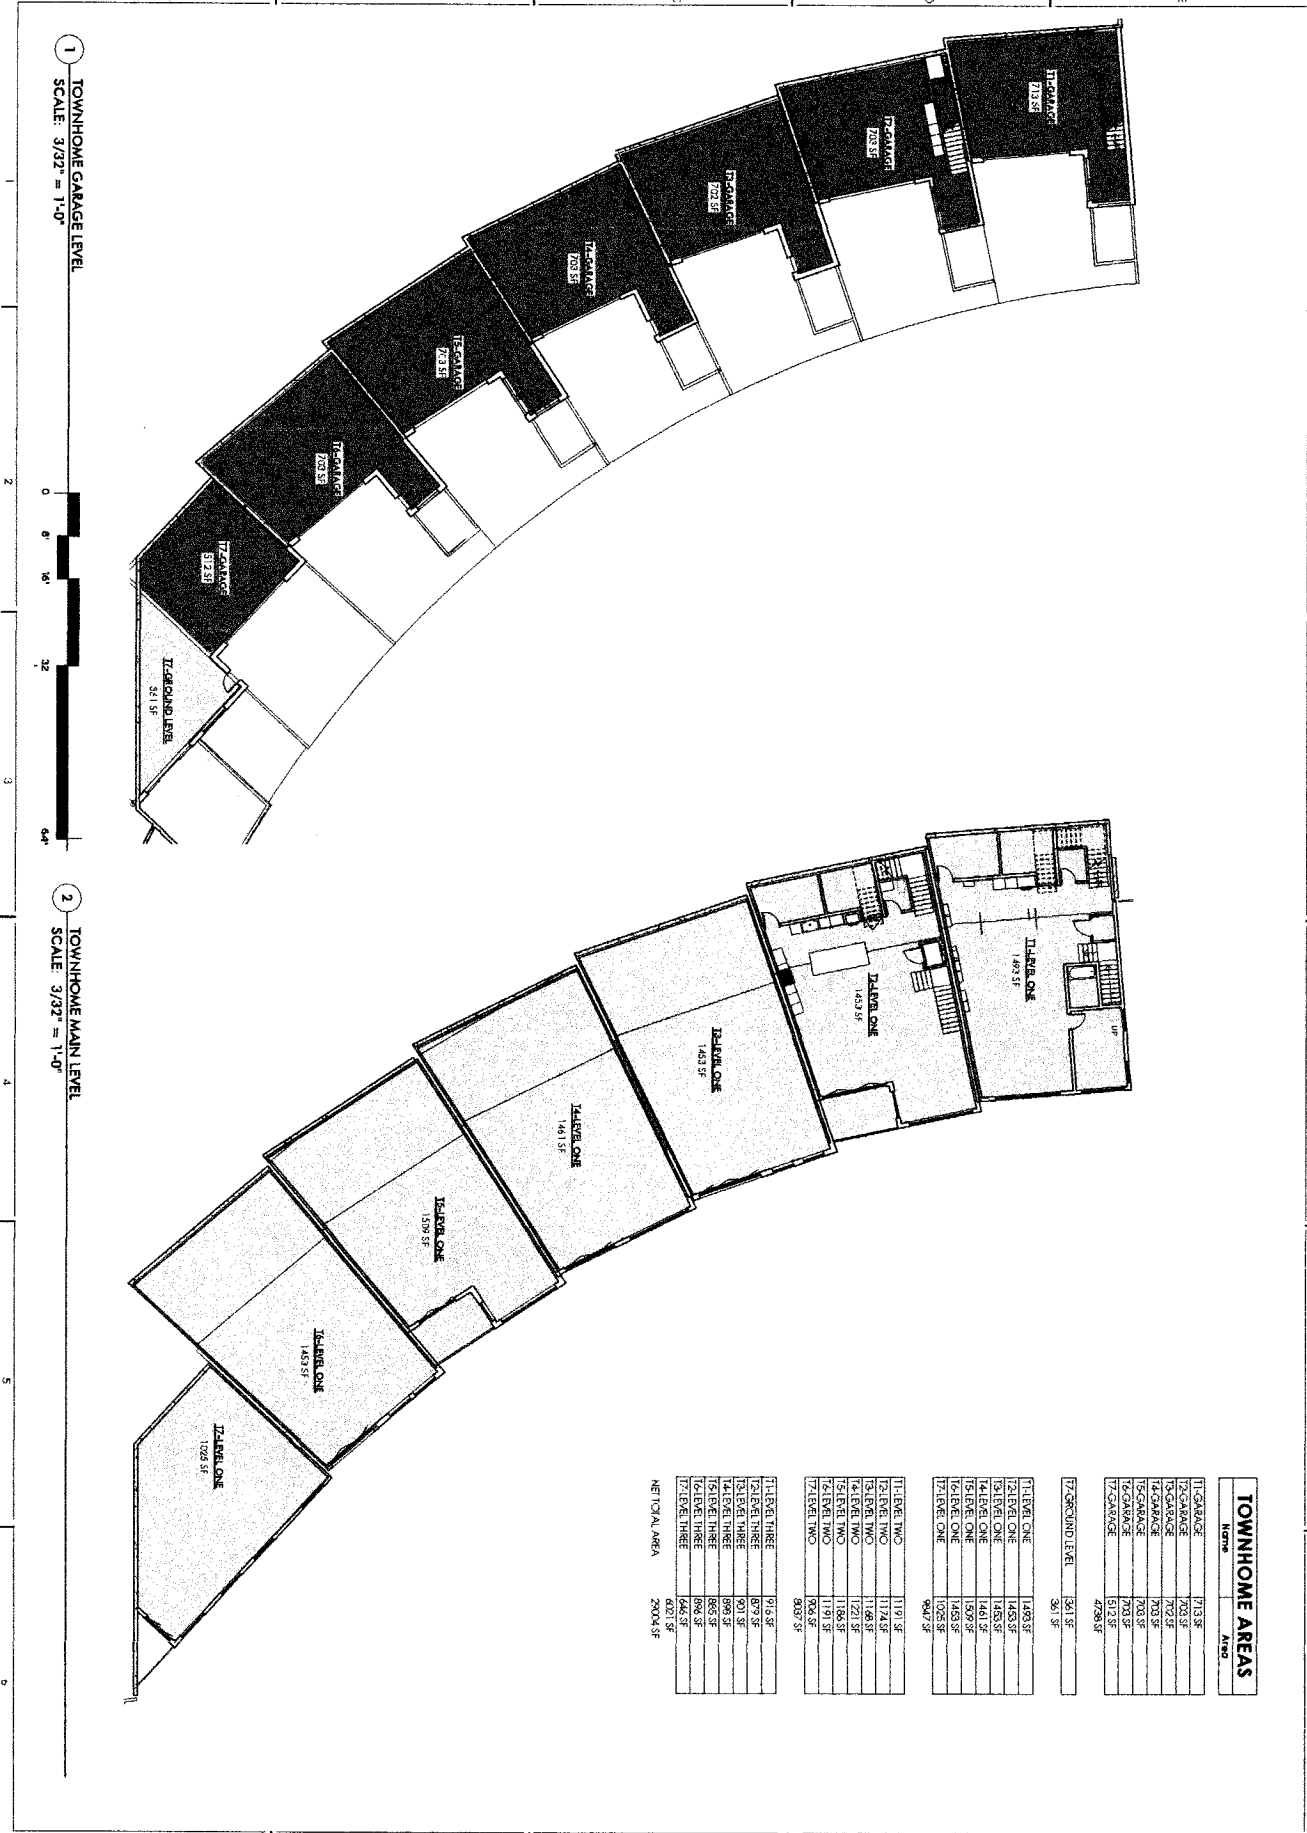 T1-GARAGE
713 SF
T2-GARAGE
703 SF
T3-GARAGE
702 SF
T4-GARAGE
703 SF
T5-GARAGE
703 SF
T6-GARAGE
703 SF
T7-GARAGE
512 SF
T7-GROUND LEVEL
361 SF
1
TOWNHOME GARAGE LEVEL
SCALE: 3/32" = 1'-0"
0 8' 16' 32' 64'
T1-LEVEL ONE
1493 SF
UP
T2-LEVEL ONE
1453 SF
T3-LEVEL ONE
1453 SF
T4-LEVEL ONE
1461 SF
T5-LEVEL ONE
1509 SF
T6-LEVEL ONE
1453 SF
T7-LEVEL ONE
1025 SF
2
TOWNHOME MAIN LEVEL
SCALE: 3/32" = 1'-0"
TOWNHOME AREAS
Name Area
T1-GARAGE 713 SF
T2-GARAGE 703 SF
T3-GARAGE 702 SF
T4-GARAGE 703 SF
T5-GARAGE 703 SF
T6-GARAGE 703 SF
T7-GARAGE 512 SF
4738 SF
T7-GROUND LEVEL 361 SF
361 SF
T1-LEVEL ONE 1493 SF
T2-LEVEL ONE 1453 SF
T3-LEVEL ONE 1453 SF
T4-LEVEL ONE 1461 SF
T5-LEVEL ONE 1509 SF
T6-LEVEL ONE 1453 SF
T7-LEVEL ONE 1025 SF
9847 SF
T1-LEVEL TWO 1191 SF
T2-LEVEL TWO 1174 SF
T3-LEVEL TWO 1168 SF
T4-LEVEL TWO 1221 SF
T5-LEVEL TWO 1186 SF
T6-LEVEL TWO 1191 SF
T7-LEVEL TWO 906 SF
8037 SF
T1-LEVEL THREE 916 SF
T2-LEVEL THREE 879 SF
T3-LEVEL THREE 901 SF
T4-LEVEL THREE 898 SF
T5-LEVEL THREE 885 SF
T6-LEVEL THREE 896 SF
T7-LEVEL THREE 646 SF
6021 SF
NET TOTAL AREA 29004 SF
1
2
3
4
5
6